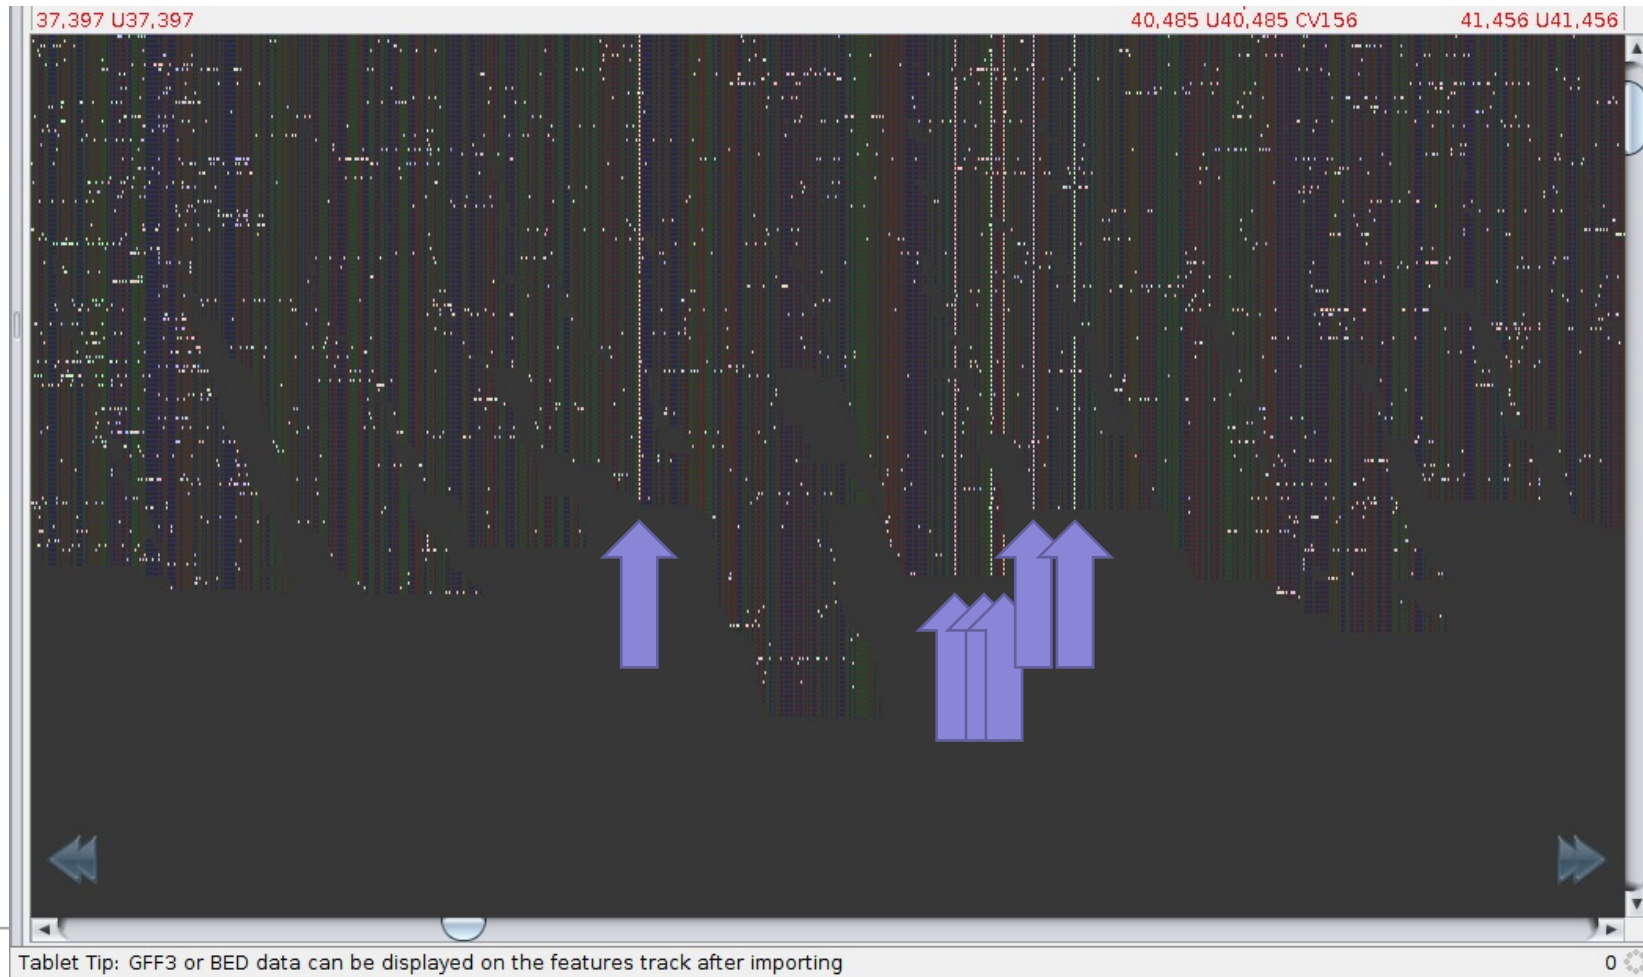 37,397 U37,397 40,485 U40,485 CV156 41,456 U41,456
Tablet Tip: GFF3 or BED data can be displayed on the features track after importing 0